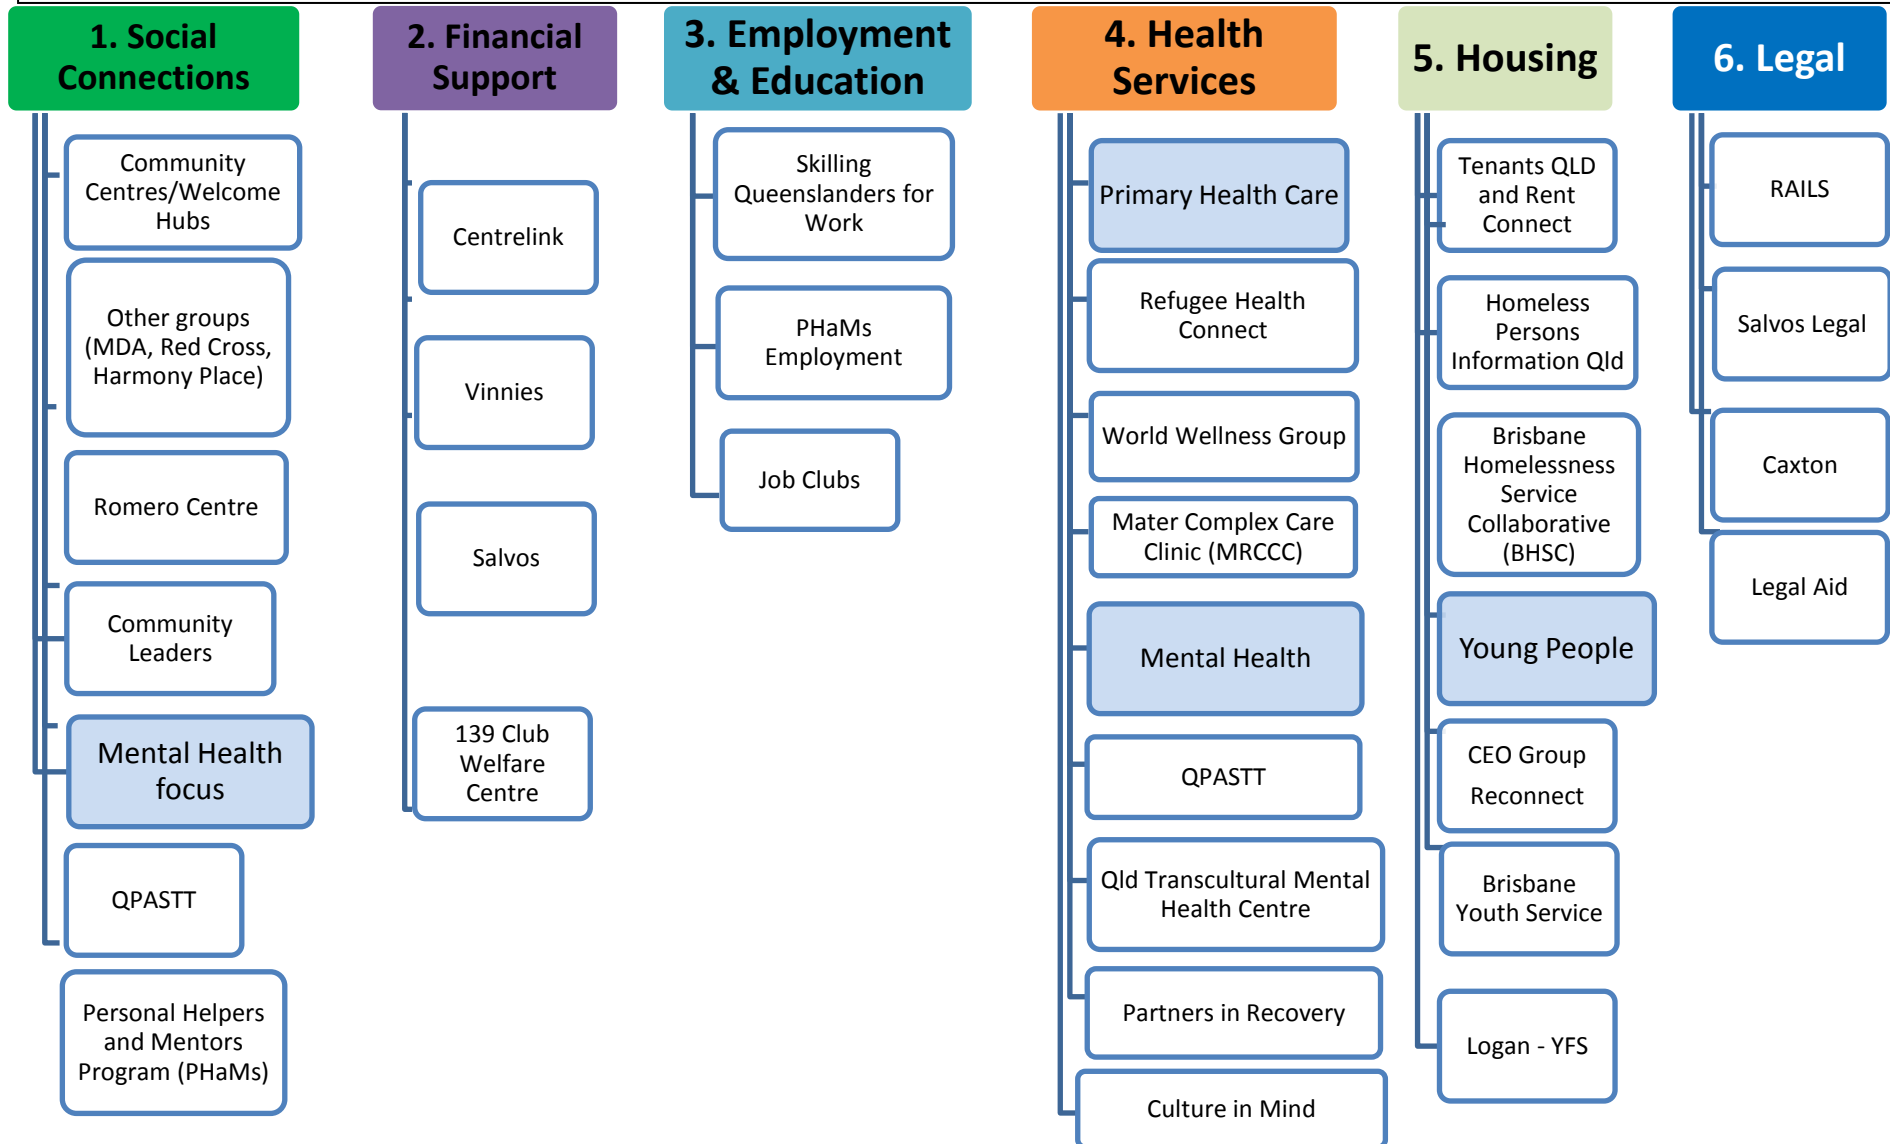 1. Social
Connections
Community
Centres/Welcome
Hubs
Other groups
(MDA, Red Cross,
Harmony Place)
Romero Centre
Community
Leaders
Mental Health
focus
QPASTT
Personal Helpers
and Mentors
Program (PHaMs)
2. Financial
Support
Centrelink
Vinnies
Salvos
139 Club
Welfare
Centre
3. Employment
& Education
Skilling
Queenslanders for
Work
PHaMs
Employment
Job Clubs
4. Health
Services
Primary Health Care
Refugee Health
Connect
World Wellness Group
Mater Complex Care
Clinic (MRCCC)
Mental Health
QPASTT
Qld Transcultural Mental
Health Centre
Partners in Recovery
Culture in Mind
5. Housing
Tenants QLD
and Rent
Connect
Homeless
Persons
Information Qld
Brisbane
Homelessness
Service
Collaborative
(BHSC)
Young People
CEO Group
Reconnect
Brisbane
Youth Service
Logan - YFS
6. Legal
RAILS
Salvos Legal
Caxton
Legal Aid